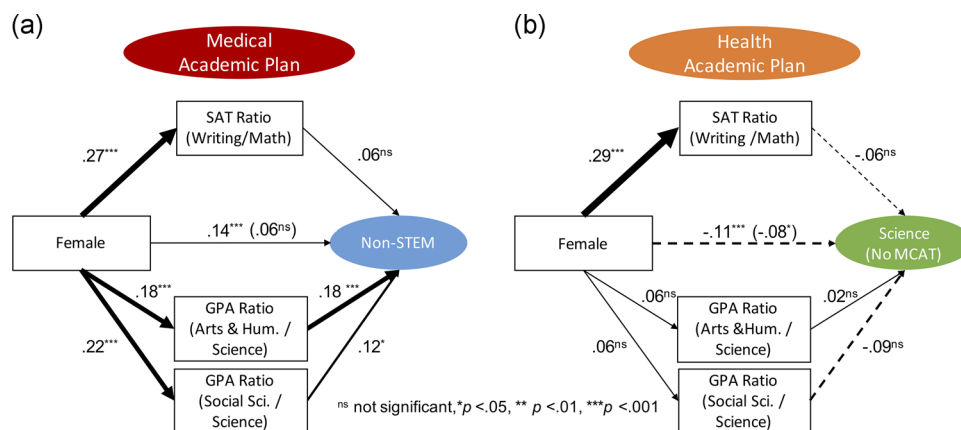 (a)
Medical
Academic Plan
SAT Ratio
(Writing/Math)
.27***
.06ns
Female
.14*** (.06ns)
Non-STEM
.18***
.18 ***
GPA Ratio
(Arts & Hum. /
Science)
.22***
.12*
GPA Ratio
(Social Sci. /
Science)
(b)
Health
Academic Plan
SAT Ratio
(Writing /Math)
.29***
-.06ns
Female
-.11*** (-.08*)
Science
(No MCAT)
.06ns
.02ns
GPA Ratio
(Arts &Hum. /
Science)
.06ns
-.09ns
GPA Ratio
(Social Sci. /
Science)
ns not significant,*p <.05, ** p <.01, ***p <.001